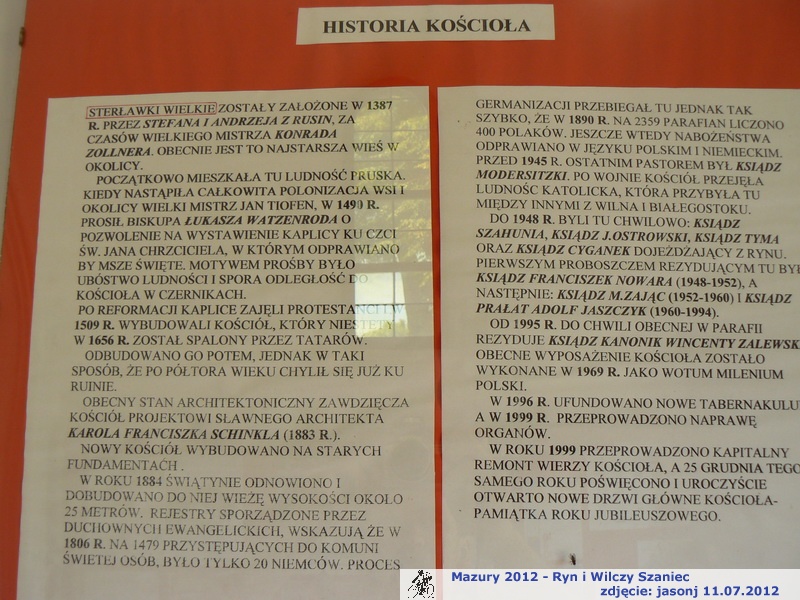 HISTORIA KOŚCIOŁA
STERŁAWKI WIELKIE ZOSTAŁY ZAŁOŻONE W 1387
R. PRZEZ STEFANA I ANDRZEJA Z RUSIN, ZA
CZASÓW WIELKIEGO MISTRZA KONRADA
ZOLLNERA. OBECNIE JEST TO NAJSTARSZA WIEŚ W
OKOLICY.
POCZĄTKOWO MIESZKAŁA TU LUDNOŚĆ PRUSKA.
KIEDY NASTĄPIŁA CAŁKOWITA POLONIZACJA WSI I
OKOLICY WIELKI MISTRZ JAN TIOFEN, W 1490 R.
PROSIŁ BISKUPA ŁUKASZA WATZENRODA O
POZWOLENIE NA WYSTAWIENIE KAPLICY KU CZCI
ŚW. JANA CHRZCICIELA, W KTÓRYM ODPRAWIANO
BY MSZE ŚWIĘTE. MOTYWEM PROŚBY BYŁO
UBÓSTWO LUDNOŚCI I SPORA ODLEGŁOŚĆ DO
KOŚCIOŁA W CZERNIKACH.
PO REFORMACJI KAPLICE ZAJĘLI PROTESTANCI I W
1509 R. WYBUDOWALI KOŚCIÓŁ, KTÓRY NIESTETY
W 1656 R. ZOSTAŁ SPALONY PRZEZ TATARÓW.
ODBUDOWANO GO POTEM, JEDNAK W TAKI
SPOSÓB, ŻE PO PÓŁTORA WIEKU CHYLIŁ SIĘ JUŻ KU
RUINIE.
OBECNY STAN ARCHITEKTONICZNY ZAWDZIĘCZA
KOŚCIÓŁ PROJEKTOWI SŁAWNEGO ARCHITEKTA
KAROLA FRANCISZKA SCHINKLA (1883 R.).
NOWY KOŚCIÓŁ WYBUDOWANO NA STARYCH
FUNDAMENTACH .
W ROKU 1884 ŚWIĄTYNIE ODNOWIONO I
DOBUDOWANO DO NIEJ WIEŻĘ WYSOKOŚCI OKOŁO
25 METRÓW. REJESTRY SPORZĄDZONE PRZEZ
DUCHOWNYCH EWANGELICKICH, WSKAZUJĄ ŻE W
1806 R. NA 1479 PRZYSTĘPUJĄCYCH DO KOMUNI
ŚWIETEJ OSÓB, BYŁO TYLKO 20 NIEMCÓW. PROCES
GERMANIZACJI PRZEBIEGAŁ TU JEDNAK TAK
SZYBKO, ŻE W 1890 R. NA 2359 PARAFIAN LICZONO
400 POLAKÓW. JESZCZE WTEDY NABOŻEŃSTWA
ODPRAWIANO W JĘZYKU POLSKIM I NIEMIECKIM.
PRZED 1945 R. OSTATNIM PASTOREM BYŁ KSIĄDZ
MODERSITZKI. PO WOJNIE KOŚCIÓŁ PRZEJĘŁA
LUDNOŚĆ KATOLICKA, KTÓRA PRZYBYŁA TU
MIĘDZY INNYMI Z WILNA I BIAŁEGOSTOKU.
DO 1948 R. BYLI TU CHWILOWO: KSIĄDZ
SZAHUNIA, KSIĄDZ J.OSTROWSKI, KSIĄDZ TYMA
ORAZ KSIĄDZ CYGANEK DOJEŻDZAJĄCY Z RYNU.
PIERWSZYM PROBOSZCZEM REZYDUJĄCYM TU BYŁ
KSIĄDZ FRANCISZEK NOWARA (1948-1952), A
NASTĘPNIE: KSIĄDZ M.ZAJĄC (1952-1960) I KSIĄDZ
PRAŁAT ADOLF JASZCZYK (1960-1994).
OD 1995 R. DO CHWILI OBECNEJ W PARAFII
REZYDUJE KSIĄDZ KANONIK WINCENTY ZALEWSKI
OBECNE WYPOSAŻENIE KOŚCIOŁA ZOSTAŁO
WYKONANE W 1969 R. JAKO WOTUM MILENIUM
POLSKI.
W 1996 R. UFUNDOWANO NOWE TABERNAKULU
A W 1999 R. PRZEPROWADZONO NAPRAWĘ
ORGANÓW.
W ROKU 1999 PRZEPROWADZONO KAPITALNY
REMONT WIERZY KOŚCIOŁA, A 25 GRUDNIA TEGO
SAMEGO ROKU POŚWIĘCONO I UROCZYŚCIE
OTWARTO NOWE DRZWI GŁÓWNE KOŚCIOŁA-
PAMIĄTKA ROKU JUBILEUSZOWEGO.
Mazury 2012 - Ryn i Wilczy Szaniec
zdjęcie: jasonj 11.07.2012